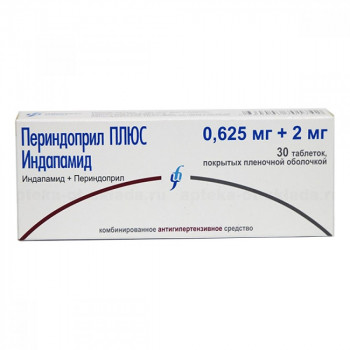 Периндоприл ПЛЮС
Индапамид
Индапамид + Периндоприл
0,625 мг + 2 мг
30 таблеток,
покрытых пленочной оболочкой
комбинированное антигипертензивное средство